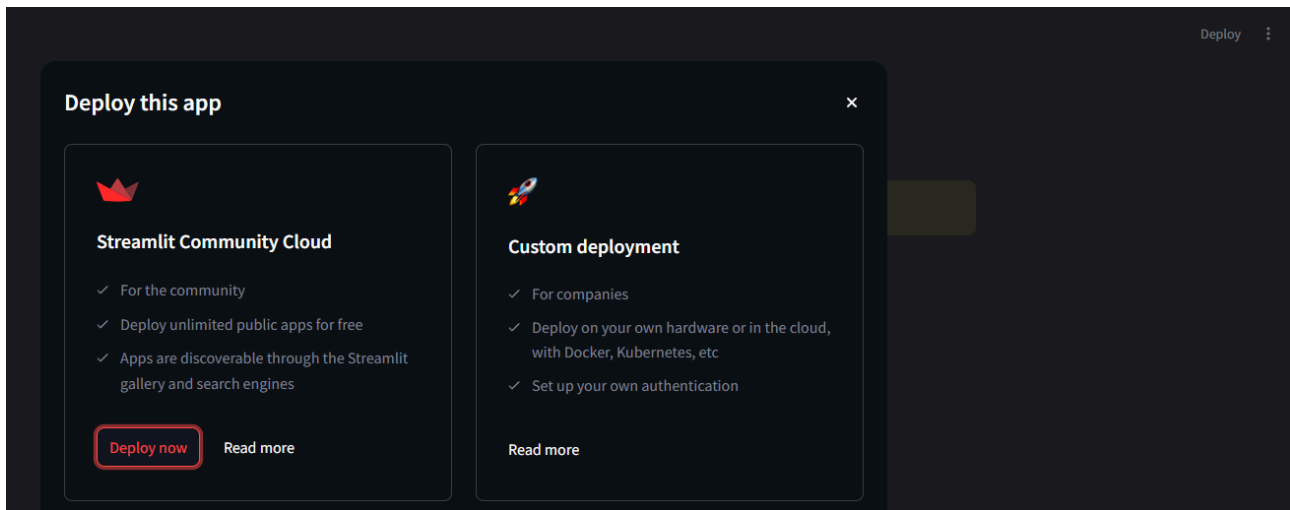 Deploy
Deploy this app
Streamlit Community Cloud
For the community
Deploy unlimited public apps for free
Apps are discoverable through the Streamlit
gallery and search engines
Deploy now
Read more
Custom deployment
For companies
Deploy on your own hardware or in the cloud,
with Docker, Kubernetes, etc
Set up your own authentication
Read more